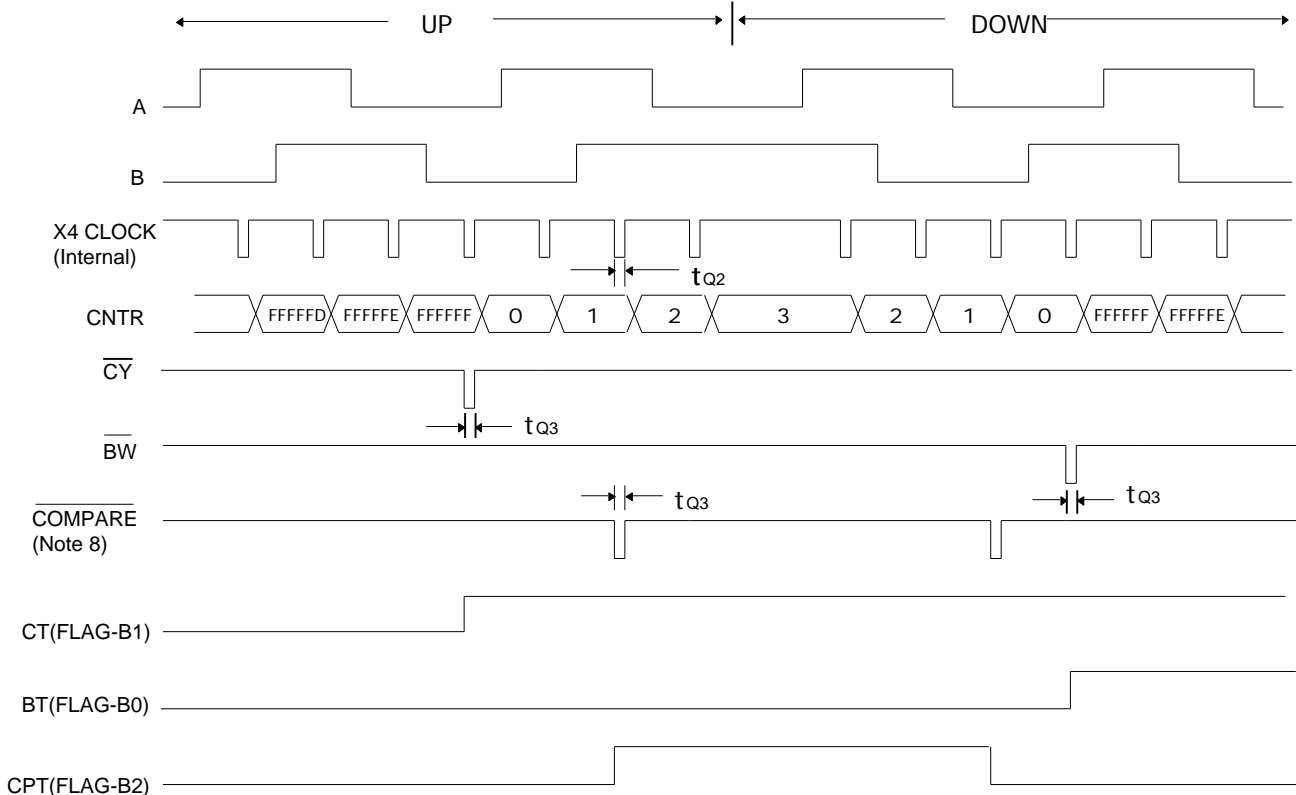 UP DOWN
A
B
X4 CLOCK
(Internal)
tQ2
CNTR FFFFFD FFFFFE FFFFFF 0 1 2 3 2 1 0 FFFFFF FFFFFE
CY
tQ3
BW
tQ3 tQ3
COMPARE
(Note 8)
CT(FLAG-B1)
BT(FLAG-B0)
CPT(FLAG-B2)